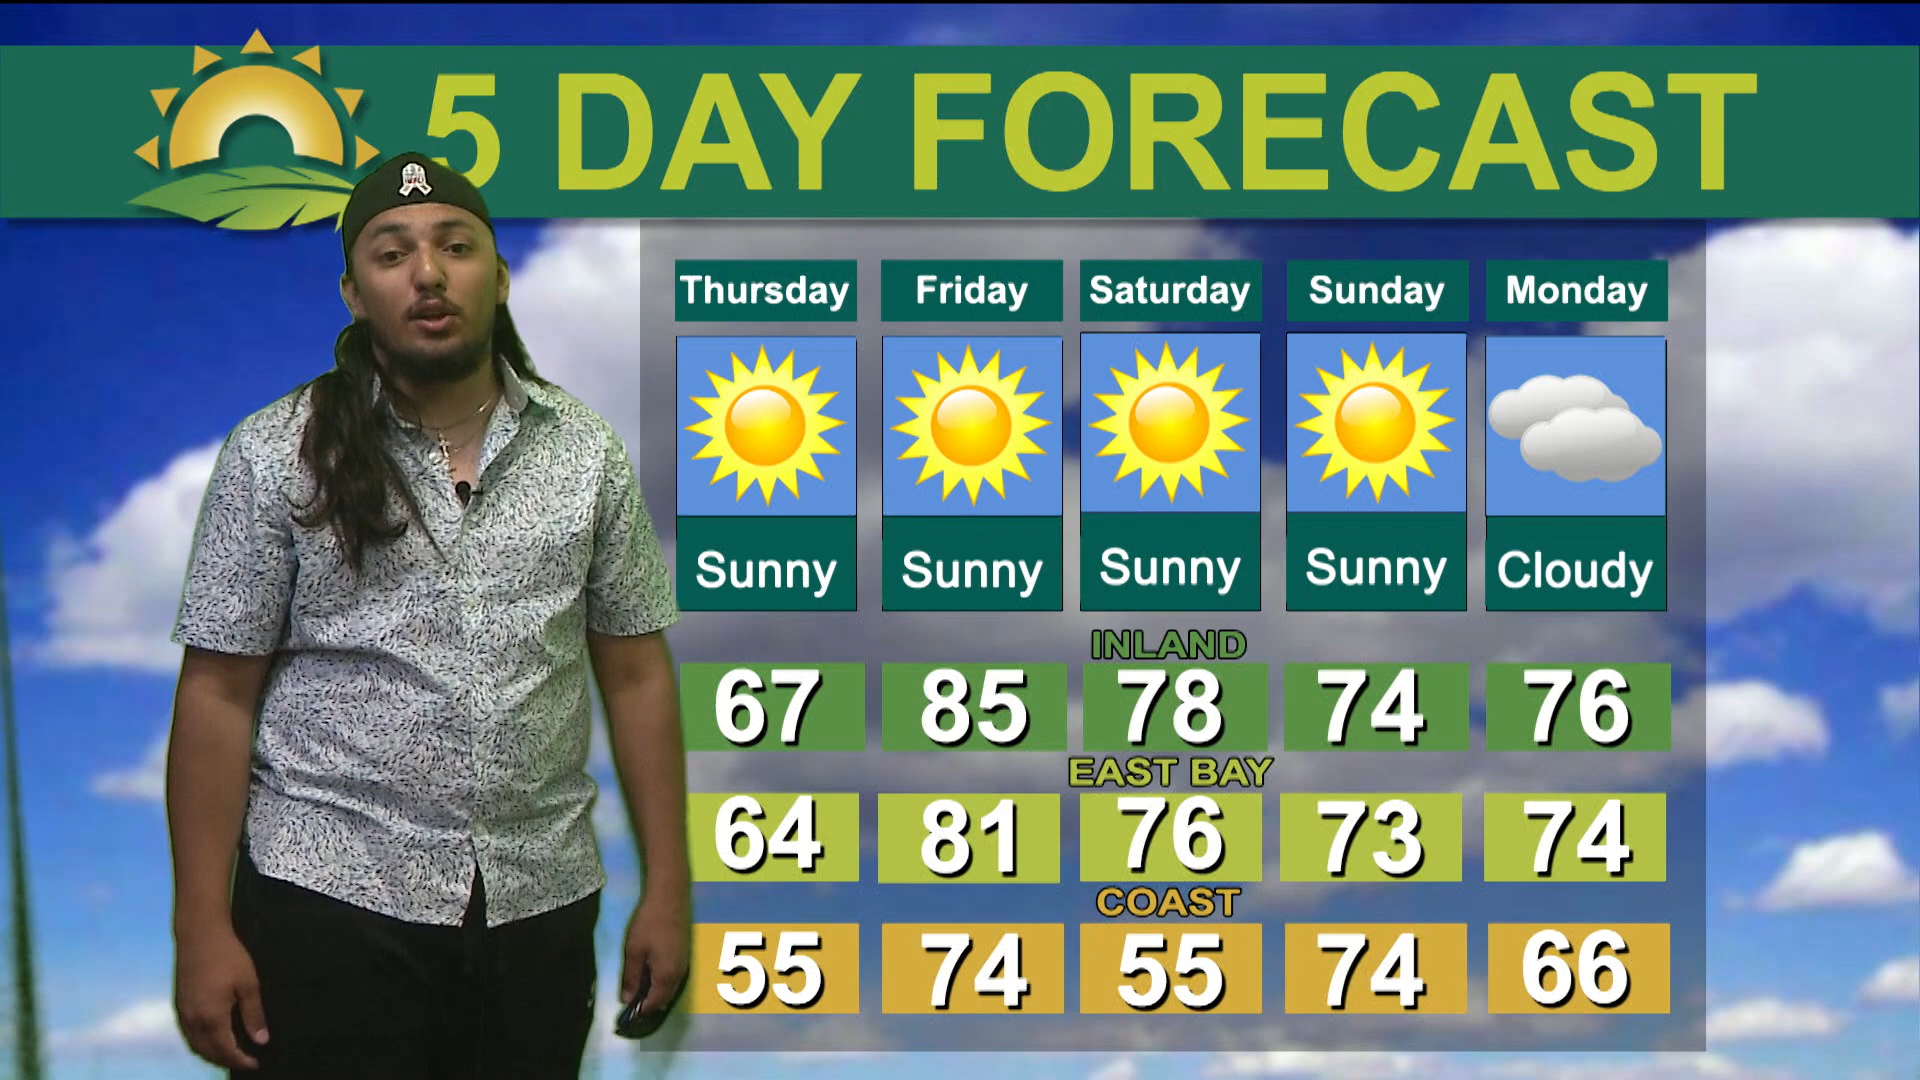 5 DAY FORECAST
Thursday Friday Saturday Sunday Monday
Sunny Sunny Sunny Sunny Cloudy
INLAND
67 85 78 74 76
EAST BAY
64 81 76 73 74
COAST
55 74 55 74 66